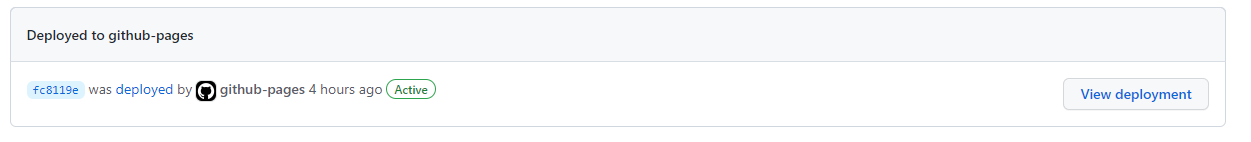 Deployed to github-pages
fc8119e was deployed by github-pages 4 hours ago Active
View deployment